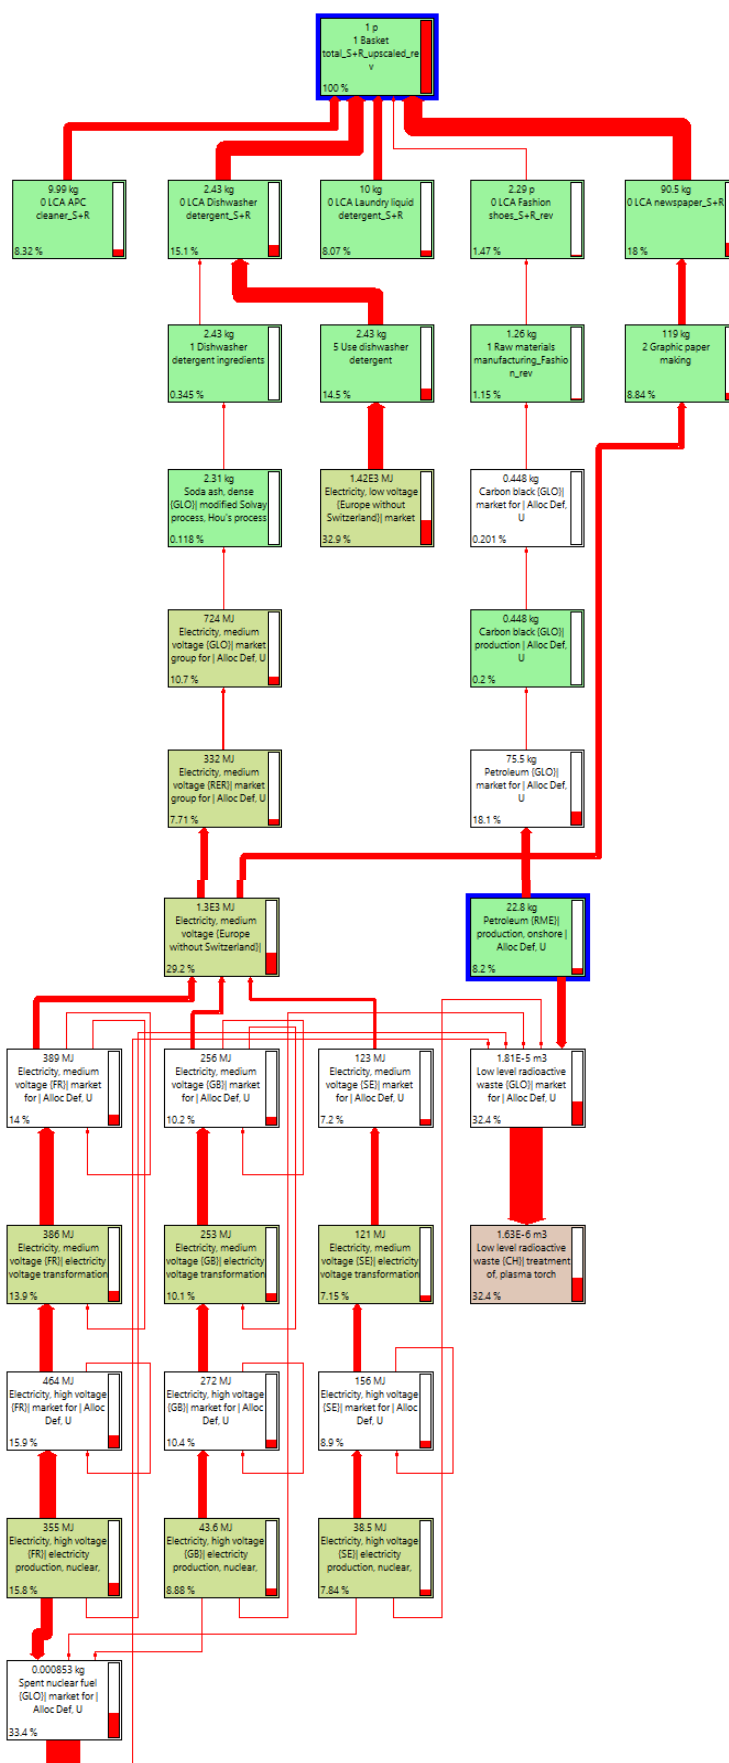 1 p
1 Basket
total_S+R_upscaled_re
v
100 %
9.99 kg
0 LCA APC
cleaner_S+R
8.32 %
2.43 kg
0 LCA Dishwasher
detergent_S+R
15.1 %
10 kg
0 LCA Laundry liquid
detergent_S+R
8.07 %
2.29 p
0 LCA Fashion
shoes_S+R_rev
1.47 %
90.5 kg
0 LCA newspaper_S+R
18 %
2.43 kg
1 Dishwasher
detergent ingredients
0.345 %
2.43 kg
5 Use dishwasher
detergent
14.5 %
1.26 kg
1 Raw materials
manufacturing_Fashio
n_rev
1.15 %
119 kg
2 Graphic paper
making
8.84 %
2.31 kg
Soda ash, dense
{GLO}| modified Solvay
process, Hou's process
0.118 %
1.42E3 MJ
Electricity, low voltage
{Europe without
Switzerland}| market
32.9 %
0.448 kg
Carbon black {GLO}|
market for | Alloc Def,
U
0.201 %
724 MJ
Electricity, medium
voltage {GLO}| market
group for | Alloc Def, U
10.7 %
0.448 kg
Carbon black {GLO}|
production | Alloc Def,
U
0.2 %
332 MJ
Electricity, medium
voltage {RER}| market
group for | Alloc Def, U
7.71 %
75.5 kg
Petroleum {GLO}|
market for | Alloc Def,
U
18.1 %
1.3E3 MJ
Electricity, medium
voltage {Europe
without Switzerland}|
29.2 %
22.8 kg
Petroleum {RME}|
production, onshore |
Alloc Def, U
8.2 %
389 MJ
Electricity, medium
voltage {FR}| market
for | Alloc Def, U
14 %
256 MJ
Electricity, medium
voltage {GB}| market
for | Alloc Def, U
10.2 %
123 MJ
Electricity, medium
voltage {SE}| market
for | Alloc Def, U
7.2 %
1.81E-5 m3
Low level radioactive
waste {GLO}| market
for | Alloc Def, U
32.4 %
386 MJ
Electricity, medium
voltage {FR}| electricity
voltage transformation
13.9 %
253 MJ
Electricity, medium
voltage {GB}| electricity
voltage transformation
10.1 %
121 MJ
Electricity, medium
voltage {SE}| electricity
voltage transformation
7.15 %
1.63E-6 m3
Low level radioactive
waste {CH}| treatment
of, plasma torch
32.4 %
464 MJ
Electricity, high voltage
{FR}| market for | Alloc
Def, U
15.9 %
272 MJ
Electricity, high voltage
{GB}| market for | Alloc
Def, U
10.4 %
156 MJ
Electricity, high voltage
{SE}| market for | Alloc
Def, U
8.9 %
355 MJ
Electricity, high voltage
{FR}| electricity
production, nuclear,
15.8 %
43.6 MJ
Electricity, high voltage
{GB}| electricity
production, nuclear,
8.88 %
38.5 MJ
Electricity, high voltage
{SE}| electricity
production, nuclear,
7.84 %
0.000853 kg
Spent nuclear fuel
{GLO}| market for |
Alloc Def, U
33.4 %